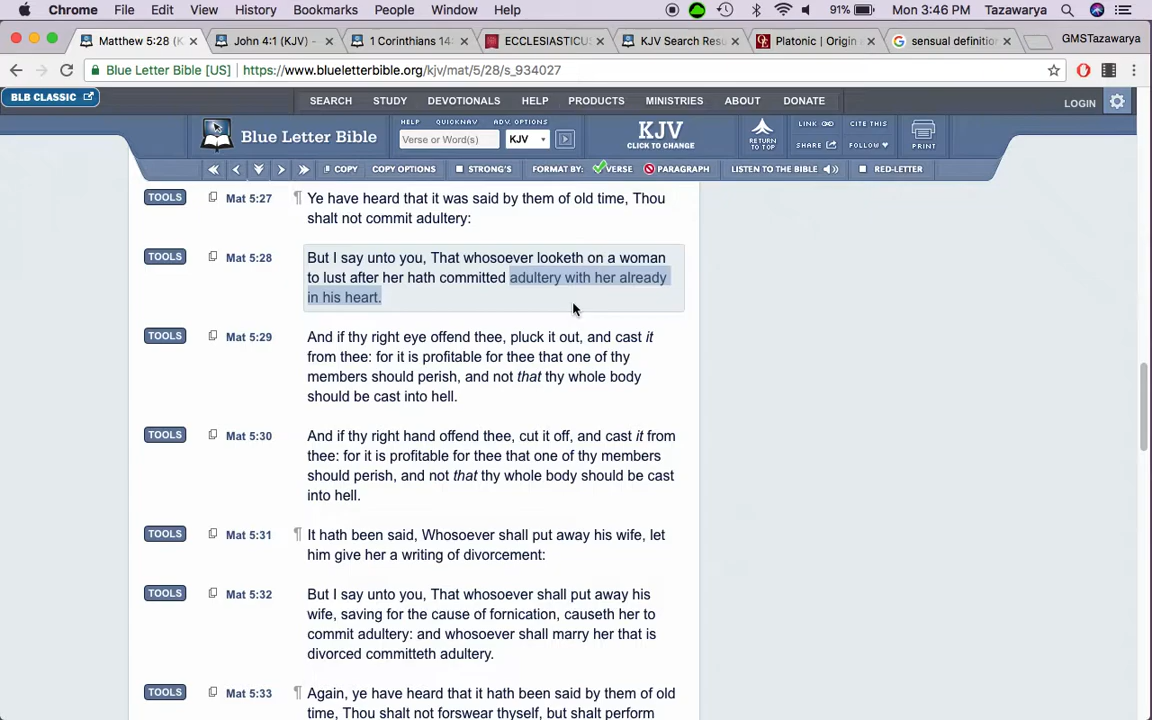 Chrome File Edit View History Bookmarks People Window Help 91% Mon 3:46 PM Tazawarya
Matthew 5:28 (K John 4:1 (KJV) - 1 Corinthians 14: ECCLESIASTICU KJV Search Resu Platonic | Origin sensual definition GMSTazawarya
Blue Letter Bible [US] https://www.blueletterbible.org/kjv/mat/5/28/s_934027
BLB CLASSIC SEARCH STUDY DEVOTIONALS HELP PRODUCTS MINISTRIES ABOUT DONATE LOGIN
HELP QUICKNAV ADV. OPTIONS
Blue Letter Bible Verse or Word(s) KJV
KJV
CLICK TO CHANGE
RETURN
TO TOP
LINK CITE THIS
SHARE FOLLOW PRINT
COPY COPY OPTIONS STRONG'S FORMAT BY: VERSE PARAGRAPH LISTEN TO THE BIBLE RED-LETTER
TOOLS Mat 5:27 ¶ Ye have heard that it was said by them of old time, Thou
shalt not commit adultery:
TOOLS Mat 5:28 But I say unto you, That whosoever looketh on a woman
to lust after her hath committed adultery with her already
in his heart.
TOOLS Mat 5:29 And if thy right eye offend thee, pluck it out, and cast it
from thee: for it is profitable for thee that one of thy
members should perish, and not that thy whole body
should be cast into hell.
TOOLS Mat 5:30 And if thy right hand offend thee, cut it off, and cast it from
thee: for it is profitable for thee that one of thy members
should perish, and not that thy whole body should be cast
into hell.
TOOLS Mat 5:31 ¶ It hath been said, Whosoever shall put away his wife, let
him give her a writing of divorcement:
TOOLS Mat 5:32 But I say unto you, That whosoever shall put away his
wife, saving for the cause of fornication, causeth her to
commit adultery: and whosoever shall marry her that is
divorced committeth adultery.
TOOLS Mat 5:33 ¶ Again, ye have heard that it hath been said by them of old
time, Thou shalt not forswear thyself, but shalt perform